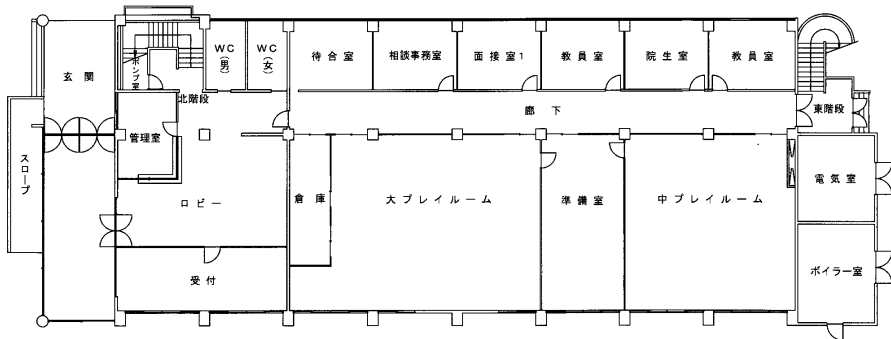 玄関
ポンプ室
WC
(男)
WC
(女)
待合室
相談事務室
面接室1
教員室
院生室
教員室
北階段
廊下
東階段
管理室
スロープ
ロビー
倉庫
大プレイルーム
準備室
中プレイルーム
電気室
受付
ボイラー室